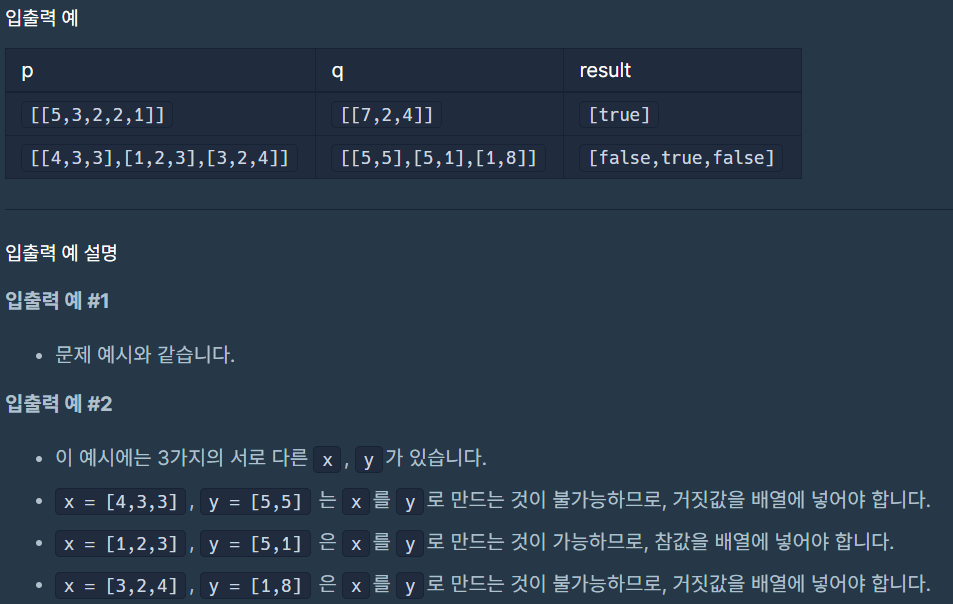 입출력 예
p q result
[[5,3,2,2,1]] [[7,2,4]] [true]
[[4,3,3],[1,2,3],[3,2,4]] [[5,5],[5,1],[1,8]] [false,true,false]
입출력 예 설명
입출력 예 #1
• 문제 예시와 같습니다.
입출력 예 #2
• 이 예시에는 3가지의 서로 다른 x , y 가 있습니다.
• x = [4,3,3] , y = [5,5] 는 x 를 y 로 만드는 것이 불가능하므로, 거짓값을 배열에 넣어야 합니다.
• x = [1,2,3] , y = [5,1] 은 x 를 y 로 만드는 것이 가능하므로, 참값을 배열에 넣어야 합니다.
• x = [3,2,4] , y = [1,8] 은 x 를 y 로 만드는 것이 불가능하므로, 거짓값을 배열에 넣어야 합니다.